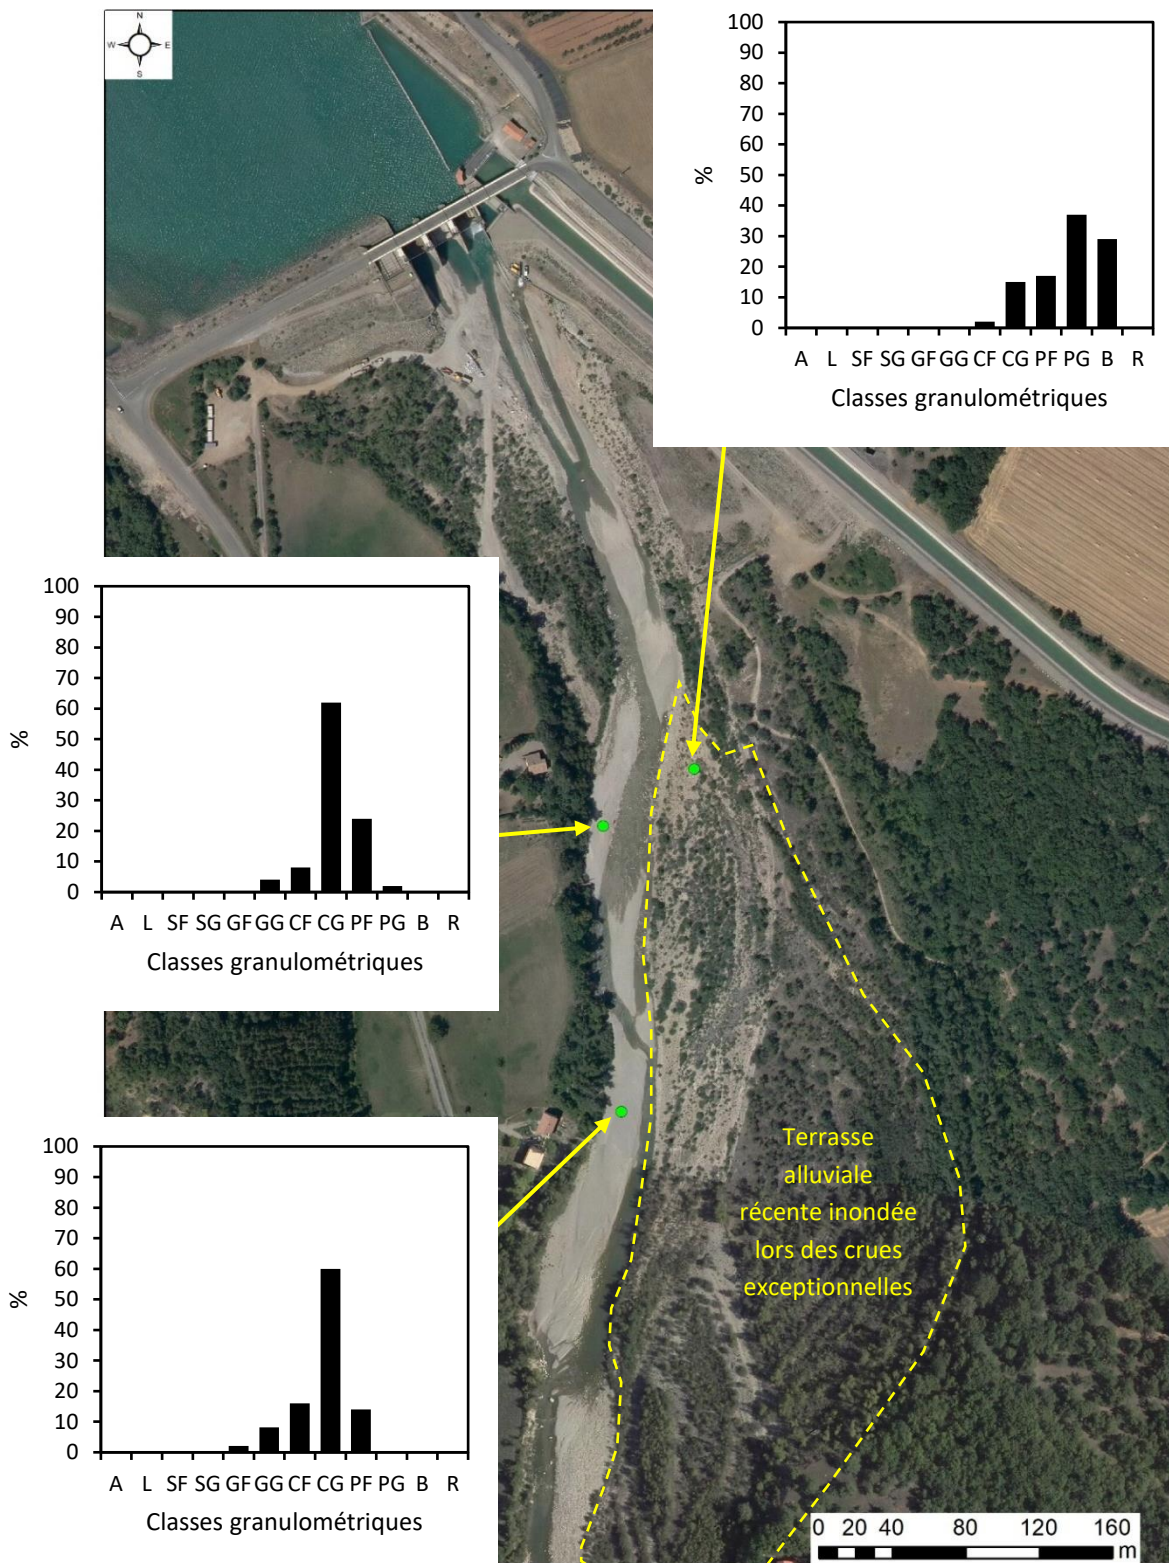 N
W E
S
100
90
80
70
60
50
40
30
20
10
0
%
A L SF SG GF GG CF CG PF PG B R
Classes granulométriques
100
90
80
70
60
50
40
30
20
10
0
%
A L SF SG GF GG CF CG PF PG B R
Classes granulométriques
100
90
80
70
60
50
40
30
20
10
0
%
A L SF SG GF GG CF CG PF PG B R
Classes granulométriques
Terrasse
alluviale
récente inondée
lors des crues
exceptionnelles
0 20 40 80 120 160
m